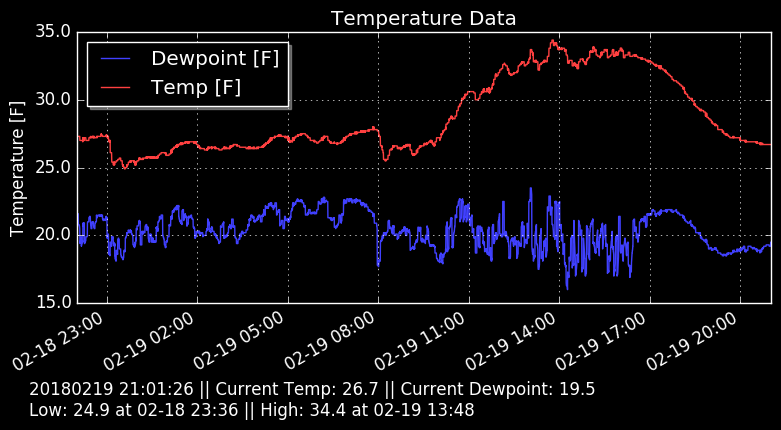 Temperature Data
35.0
30.0
25.0
20.0
15.0
Temperature [F]
Dewpoint [F]
Temp [F]
02-18 23:00
02-19 02:00
02-19 05:00
02-19 08:00
02-19 11:00
02-19 14:00
02-19 17:00
02-19 20:00
20180219 21:01:26 || Current Temp: 26.7 || Current Dewpoint: 19.5
Low: 24.9 at 02-18 23:36 || High: 34.4 at 02-19 13:48